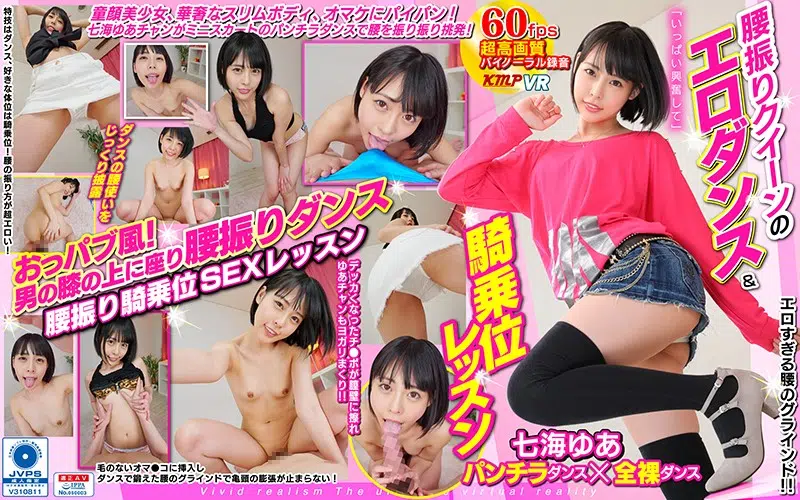 童顔美少女、華奢なスリムボディ、オマケにパイパン!
七海ゆあチャンがミニスカートのパンチラダンスで腰を振り振り挑発!
特技はダンス、好きな体位は騎乗位!腰の振り方が超エロい!
ダンスの腰使いを
じっくり披露
おっパブ風!
男の膝の上に座り腰振りダンス
腰振り騎乗位SEXレッスン
デッカくなったチ●ポが膣壁に擦れ
ゆあチャンもヨガリまくり!!
毛のないオマ●コに挿入し
ダンスで鍛えた腰のグラインドで亀頭の膨張が止まらない!
JVPS
成人指定
V310811
適正AV
IPPA
60fps
超高画質
バイノーラル録音
KMPVR
「いっぱい興奮して」
腰振りクイーンの
エロダンス&
騎乗位
レッスン
エロすぎる腰のグラインド!!
七海ゆあ
パンチラダンス×全裸ダンス
Vivid realism The
virtual reality